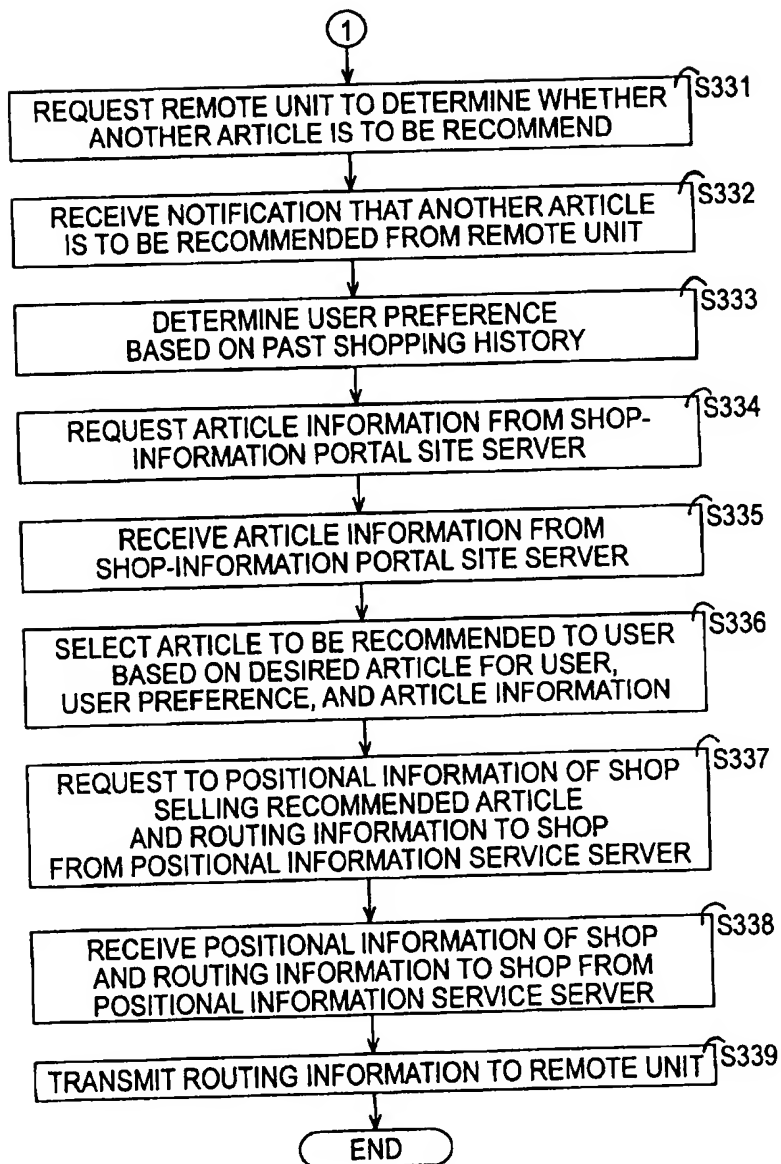 1
S331
REQUEST REMOTE UNIT TO DETERMINE WHETHER
ANOTHER ARTICLE IS TO BE RECOMMEND
S332
RECEIVE NOTIFICATION THAT ANOTHER ARTICLE
IS TO BE RECOMMENDED FROM REMOTE UNIT
S333
DETERMINE USER PREFERENCE
BASED ON PAST SHOPPING HISTORY
S334
REQUEST ARTICLE INFORMATION FROM SHOP-
INFORMATION PORTAL SITE SERVER
S335
RECEIVE ARTICLE INFORMATION FROM
SHOP-INFORMATION PORTAL SITE SERVER
S336
SELECT ARTICLE TO BE RECOMMENDED TO USER
BASED ON DESIRED ARTICLE FOR USER,
USER PREFERENCE, AND ARTICLE INFORMATION
S337
REQUEST TO POSITIONAL INFORMATION OF SHOP
SELLING RECOMMENDED ARTICLE
AND ROUTING INFORMATION TO SHOP
FROM POSITIONAL INFORMATION SERVICE SERVER
S338
RECEIVE POSITIONAL INFORMATION OF SHOP
AND ROUTING INFORMATION TO SHOP FROM
POSITIONAL INFORMATION SERVICE SERVER
S339
TRANSMIT ROUTING INFORMATION TO REMOTE UNIT
END